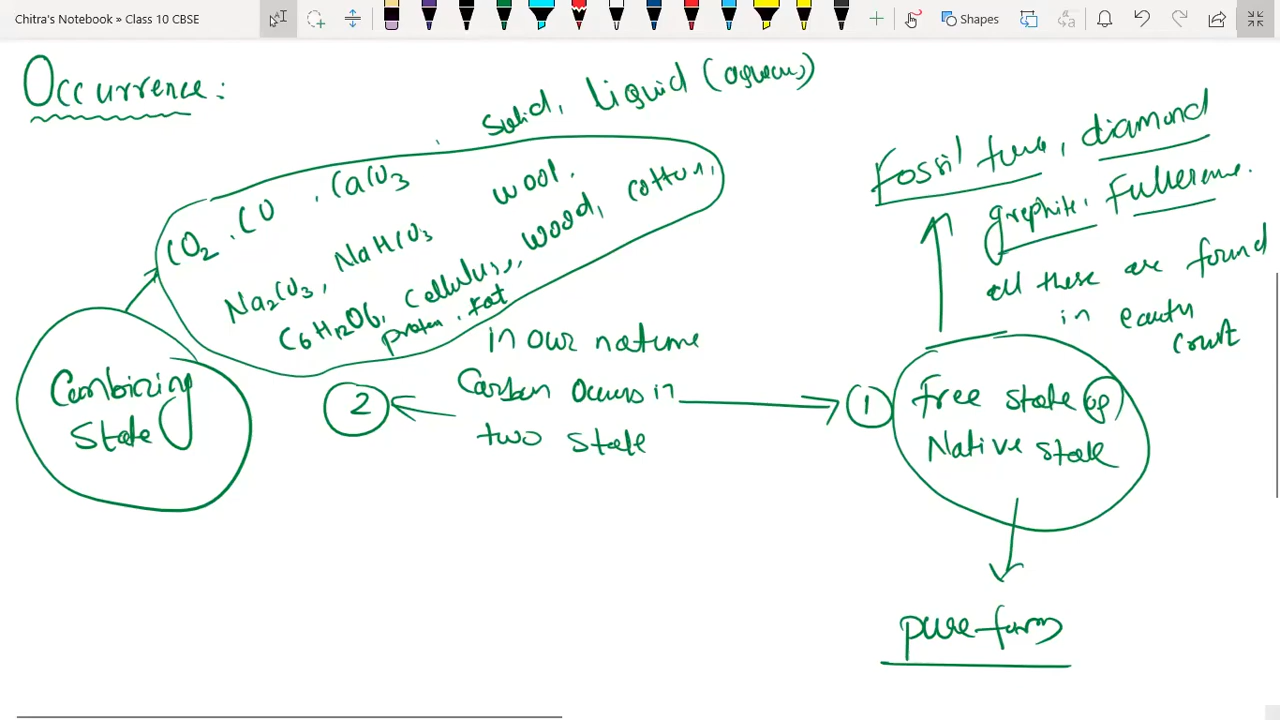 Chitra's Notebook » Class 10 CBSE
Shapes
Occurrence:
Solid, Liquid (aqueous)
CO2, CO, CaCO3
wool,
Na2CO3, NaHCO3
wood, cotton,
C6H12O6, Cellulus,
protein, fat
Combining
State
2
in our nature
Carbon occurs in
two state
1
Free state (or)
Native state
Fossil
diamond
graphite, Fullerene.
all these are found
in earth
crust
pure form